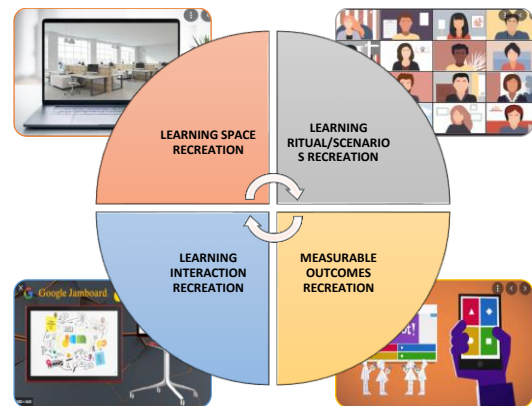 LEARNING SPACE
RECREATION
LEARNING
RITUAL/SCENARIO
S RECREATION
LEARNING
INTERACTION
RECREATION
MEASURABLE
OUTCOMES
RECREATION
Google Jamboard